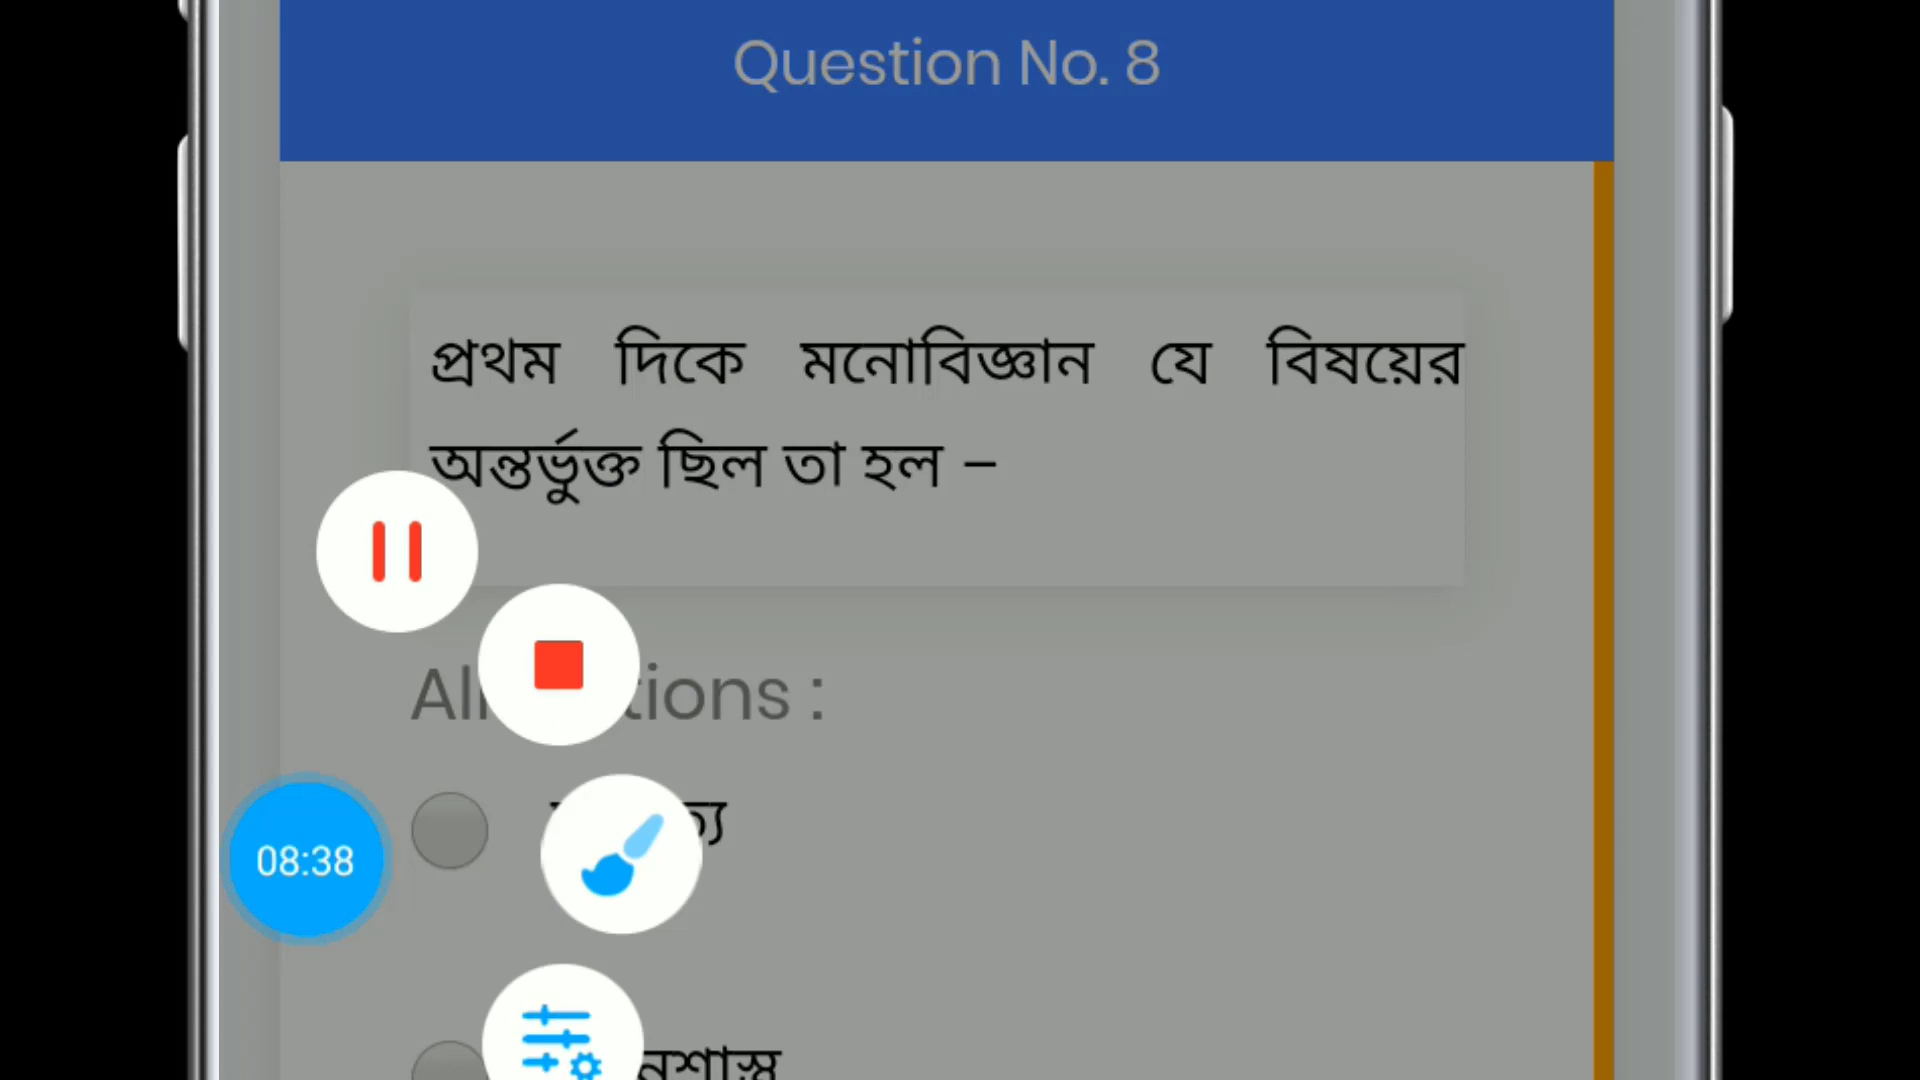 Question No. 8
প্রথম দিকে মনোবিজ্ঞান যে বিষয়ের
অন্তর্ভুক্ত ছিল তা হল –
:
08:38